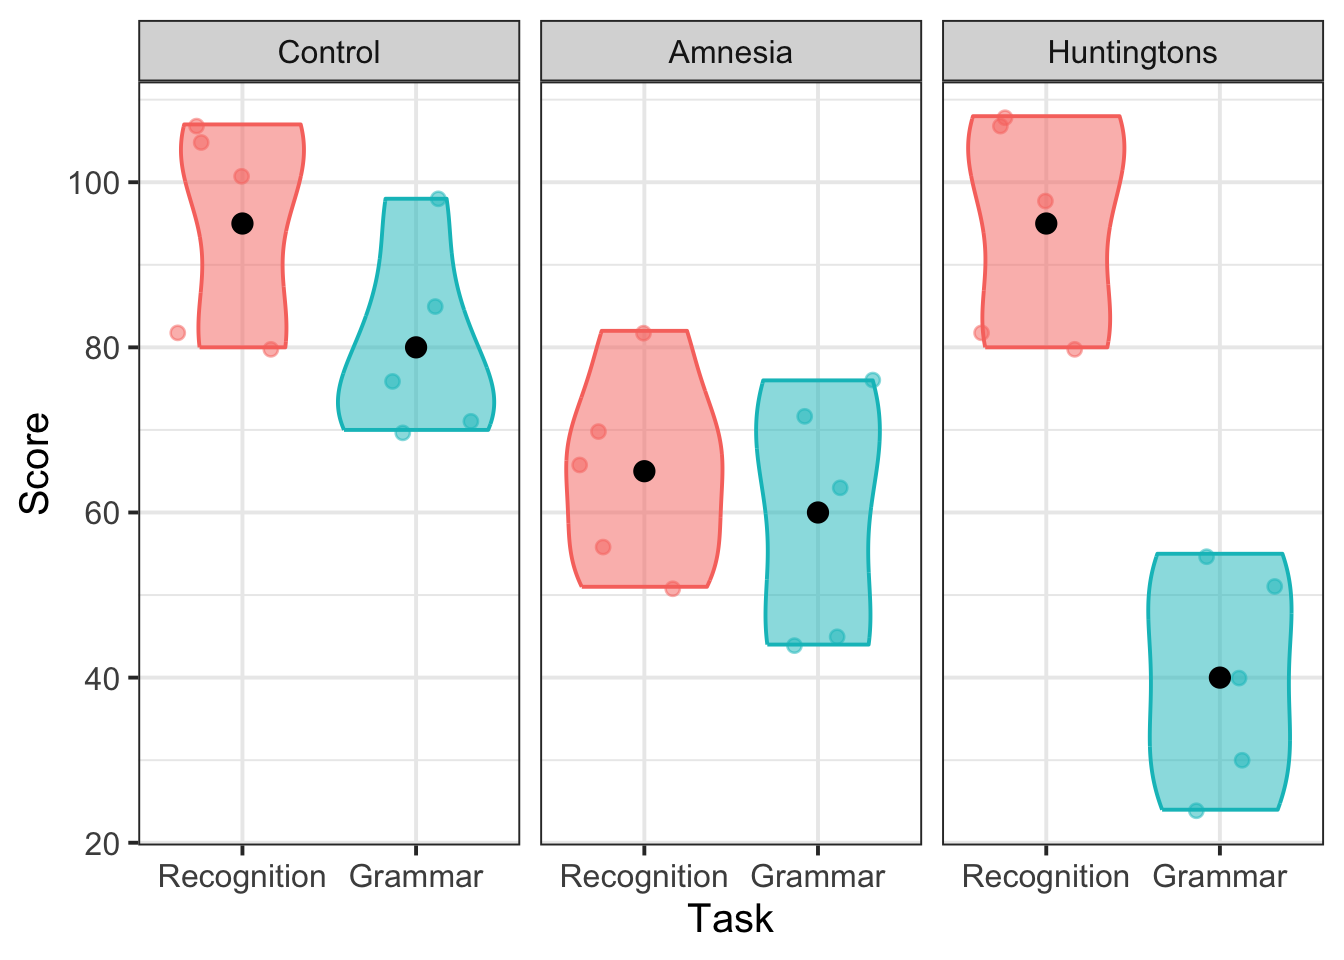 Control Amnesia Huntingtons
100
80
60
40
20
Score
Recognition Grammar Recognition Grammar Recognition Grammar
Task